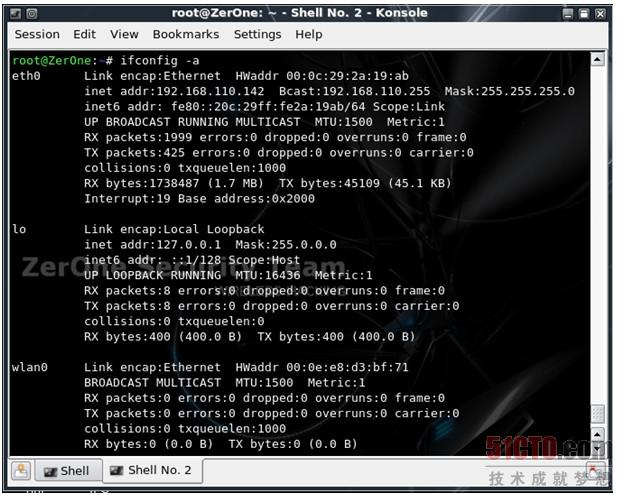 root@ZerOne: ~ - Shell No. 2 - Konsole
Session Edit View Bookmarks Settings Help
root@ZerOne:~# ifconfig -a
eth0 Link encap:Ethernet HWaddr 00:0c:29:2a:19:ab
inet addr:192.168.110.142 Bcast:192.168.110.255 Mask:255.255.255.0
inet6 addr: fe80::20c:29ff:fe2a:19ab/64 Scope:Link
UP BROADCAST RUNNING MULTICAST MTU:1500 Metric:1
RX packets:1999 errors:0 dropped:0 overruns:0 frame:0
TX packets:425 errors:0 dropped:0 overruns:0 carrier:0
collisions:0 txqueuelen:1000
RX bytes:1738487 (1.7 MB) TX bytes:45109 (45.1 KB)
Interrupt:19 Base address:0x2000
lo Link encap:Local Loopback
inet addr:127.0.0.1 Mask:255.0.0.0
inet6 addr: ::1/128 Scope:Host
ZerOne Security Team
UP LOOPBACK RUNNING MTU:16436 Metric:1
RX packets:8 errors:0 dropped:0 overruns:0 frame:0
TX packets:8 errors:0 dropped:0 overruns:0 carrier:0
collisions:0 txqueuelen:0
RX bytes:400 (400.0 B) TX bytes:400 (400.0 B)
wlan0 Link encap:Ethernet HWaddr 00:0e:e8:d3:bf:71
BROADCAST MULTICAST MTU:1500 Metric:1
RX packets:0 errors:0 dropped:0 overruns:0 frame:0
TX packets:0 errors:0 dropped:0 overruns:0 carrier:0
collisions:0 txqueuelen:1000
RX bytes:0 (0.0 B) TX bytes:0 (0.0 B)
51CTO.com
技术成就梦想
Shell Shell No. 2